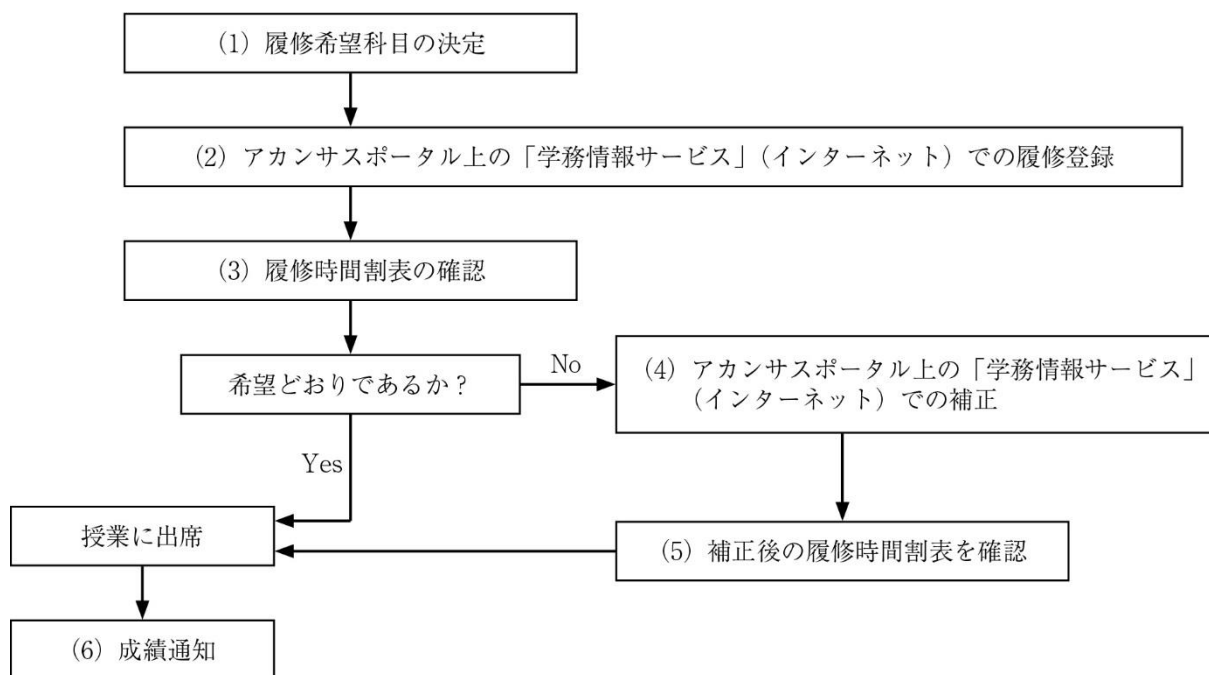 (1) 履修希望科目の決定
(2) アカンサスポータル上の「学務情報サービス」(インターネット) での履修登録
(3) 履修時間割表の確認
希望どおりであるか?
No
(4) アカンサスポータル上の「学務情報サービス」
(インターネット) での補正
Yes
授業に出席
(5) 補正後の履修時間割表を確認
(6) 成績通知